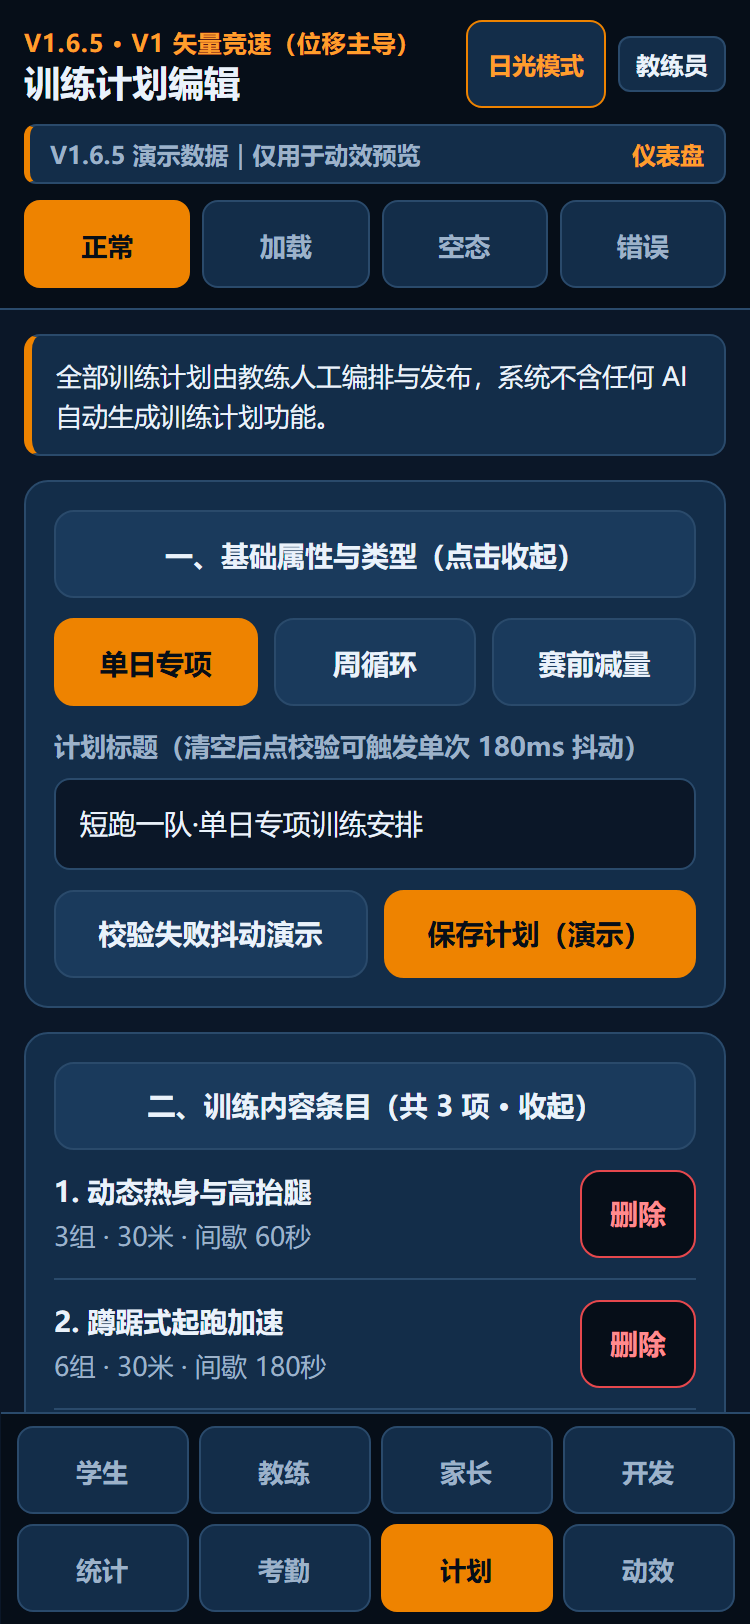 V1.6.5 • V1 矢量竞速（位移主导）
训练计划编辑
日光模式
教练员
V1.6.5 演示数据 | 仅用于动效预览
仪表盘
正常
加载
空态
错误
全部训练计划由教练人工编排与发布，系统不含任何 AI
自动生成训练计划功能。
一、基础属性与类型（点击收起）
单日专项
周循环
赛前减量
计划标题（清空后点校验可触发单次 180ms 抖动）
短跑一队·单日专项训练安排
校验失败抖动演示
保存计划（演示）
二、训练内容条目（共 3 项 • 收起）
1. 动态热身与高抬腿
3组 · 30米 · 间歇 60秒
删除
2. 蹲踞式起跑加速
6组 · 30米 · 间歇 180秒
删除
学生
教练
家长
开发
统计
考勤
计划
动效